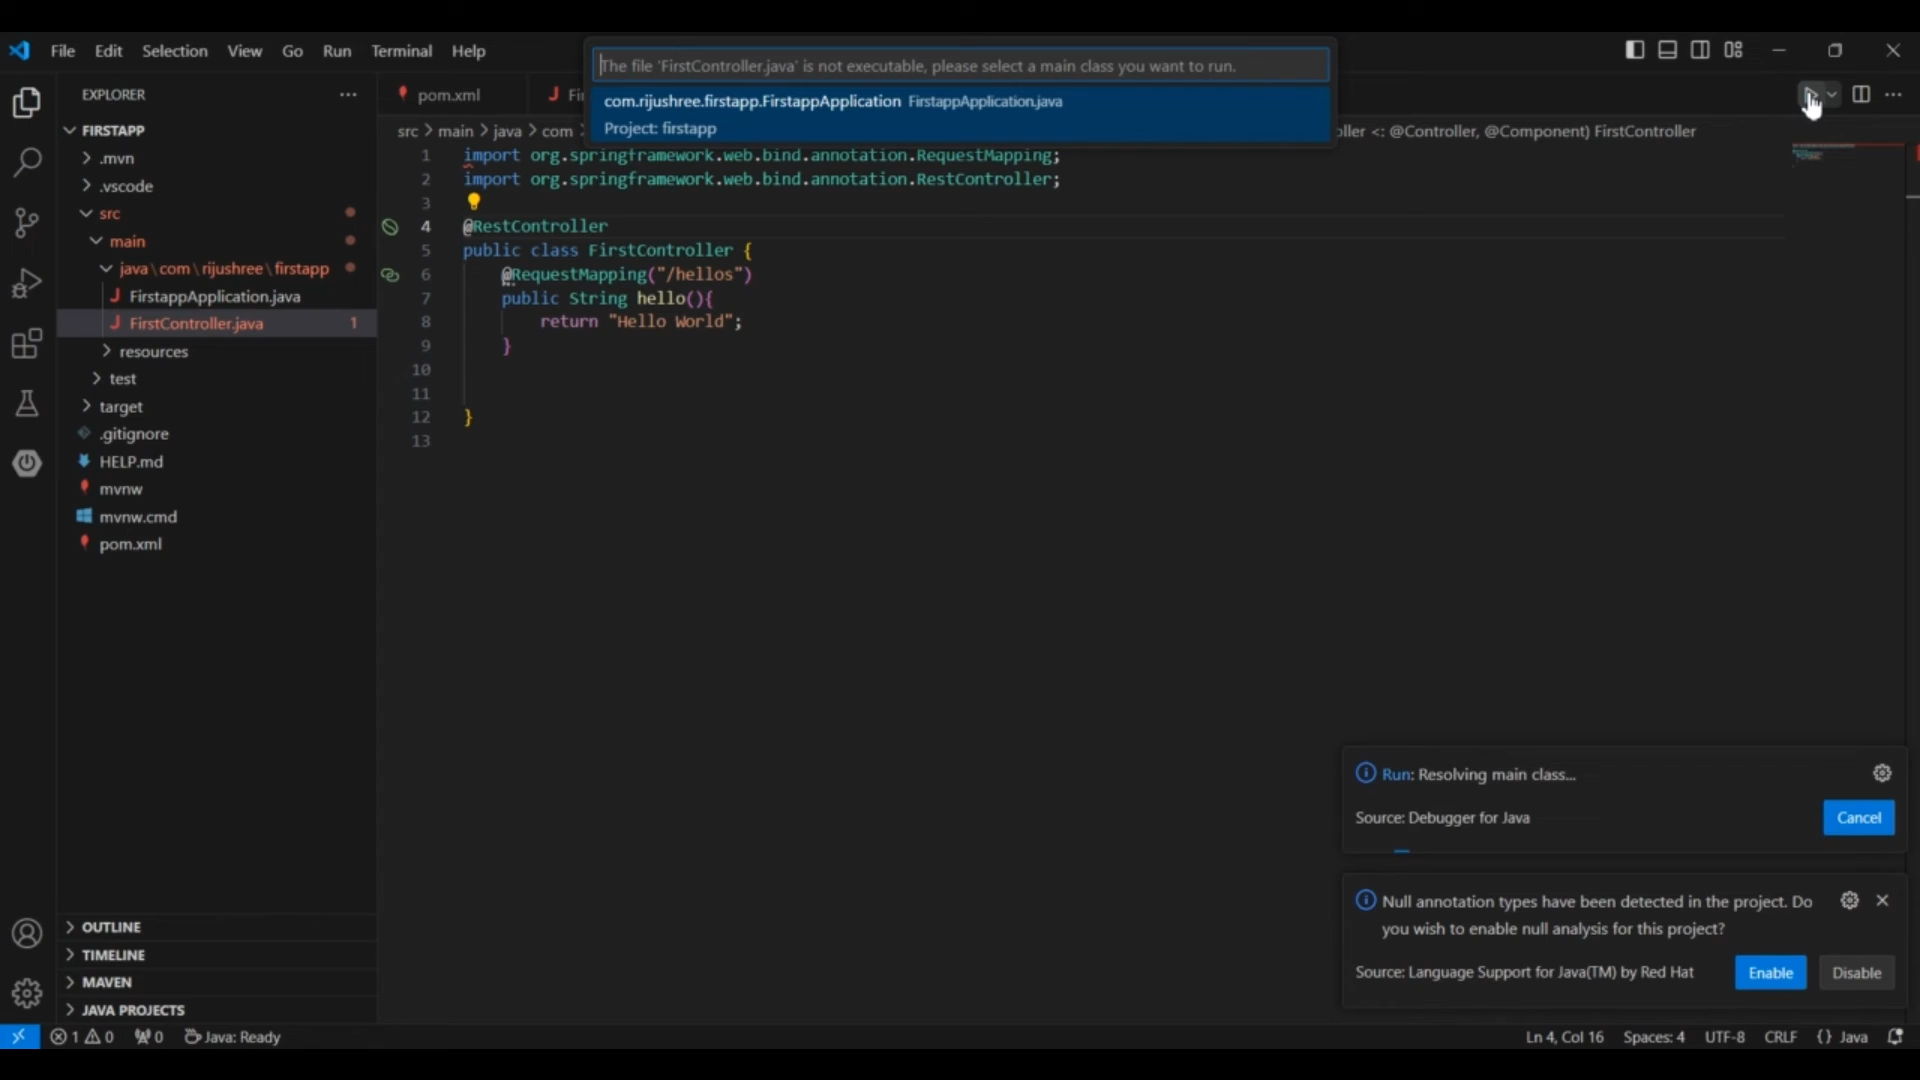 File Edit Selection View Go Run Terminal Help
The file 'FirstController.java' is not executable, please select a main class you want to run.
com.rijushree.firstapp.FirstappApplication FirstappApplication.java
Project: firstapp
EXPLORER
FIRSTAPP
.mvn
.vscode
src
main
java\com\rijushree\firstapp
FirstappApplication.java
FirstController.java 1
resources
test
target
.gitignore
HELP.md
mvnw
mvnw.cmd
pom.xml
OUTLINE
TIMELINE
MAVEN
JAVA PROJECTS
pom.xml
src > main > java > com
<: @Controller, @Component) FirstController
1 import org.springframework.web.bind.annotation.RequestMapping;
2 import org.springframework.web.bind.annotation.RestController;
3
4 @RestController
5 public class FirstController {
6 @RequestMapping("/hellos")
7 public String hello(){
8 return "Hello World";
9 }
10
11
12 }
13
Run: Resolving main class...
Source: Debugger for Java
Cancel
Null annotation types have been detected in the project. Do
you wish to enable null analysis for this project?
Source: Language Support for Java(TM) by Red Hat
Enable Disable
1 0 0 Java: Ready
Ln 4, Col 16 Spaces: 4 UTF-8 CRLF {} Java